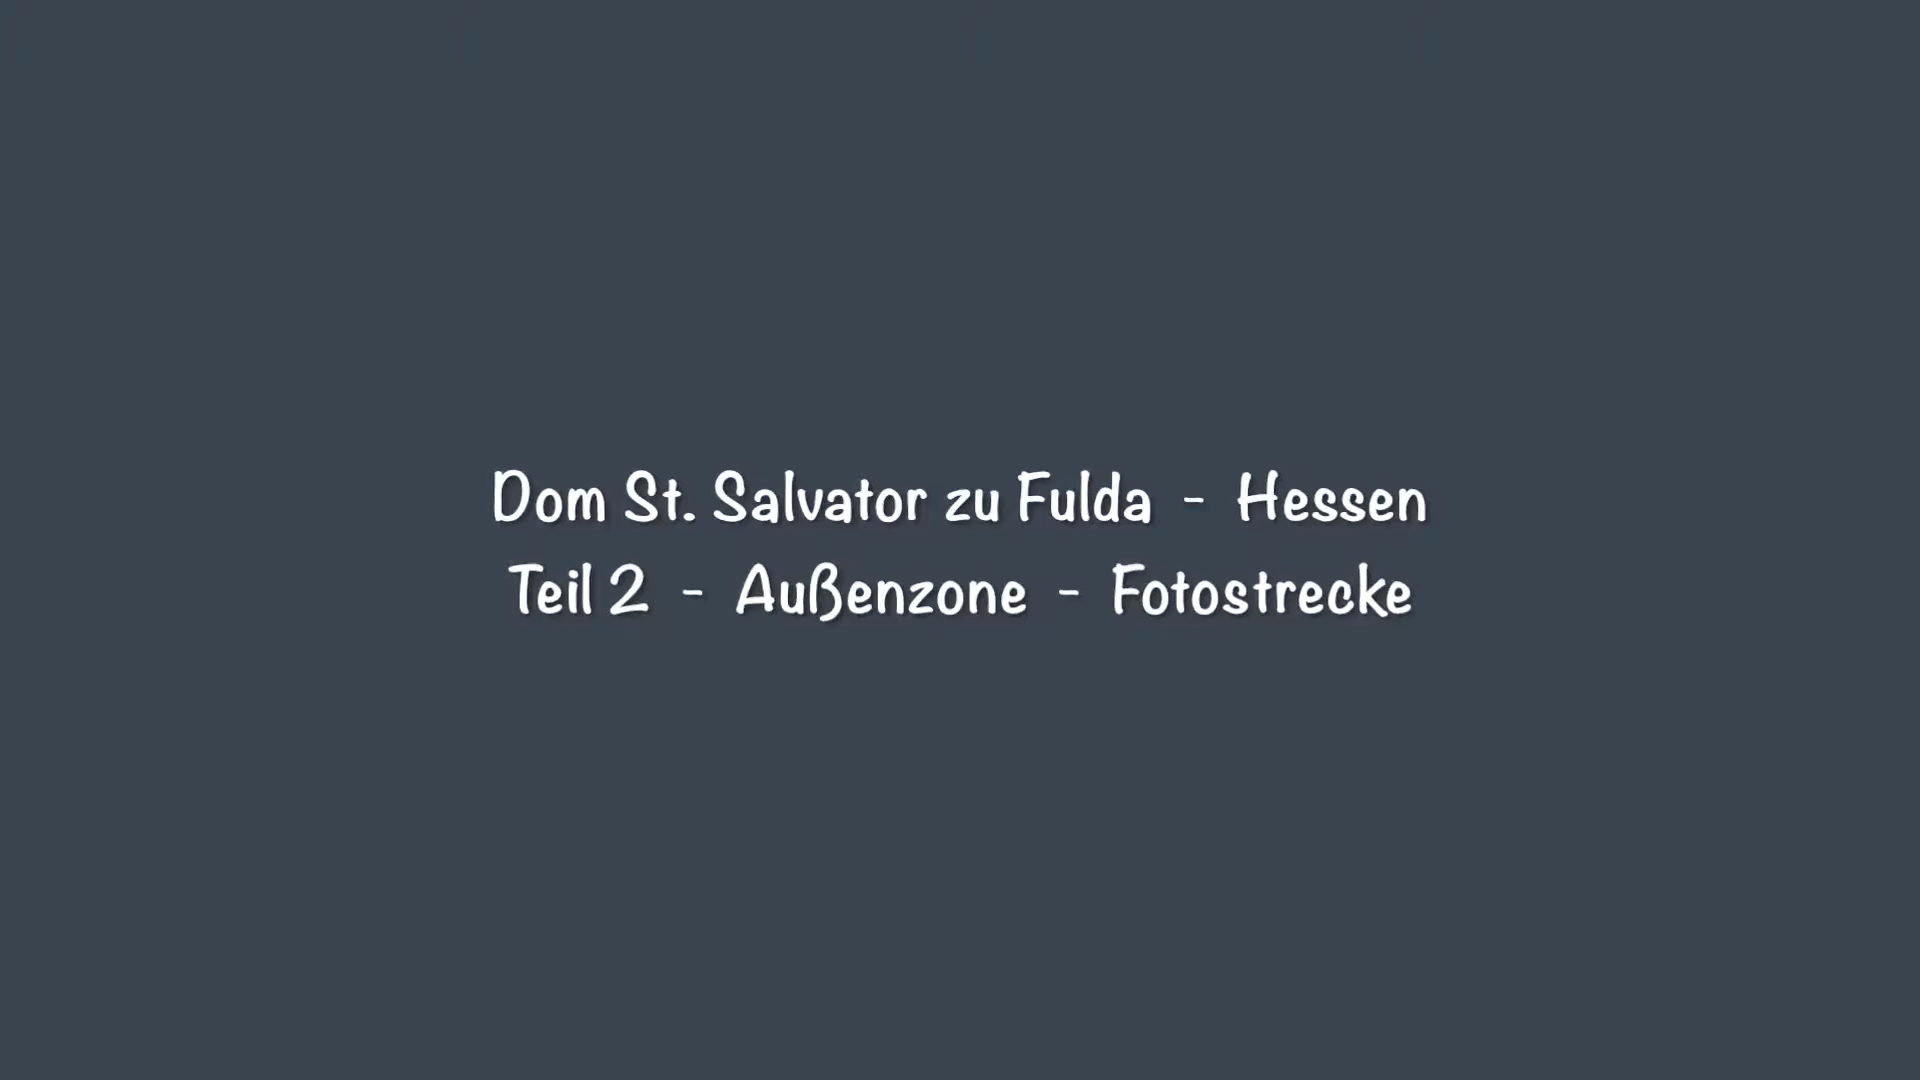 Dom St. Salvator zu Fulda - Hessen
Teil 2 - Außenzone - Fotostrecke